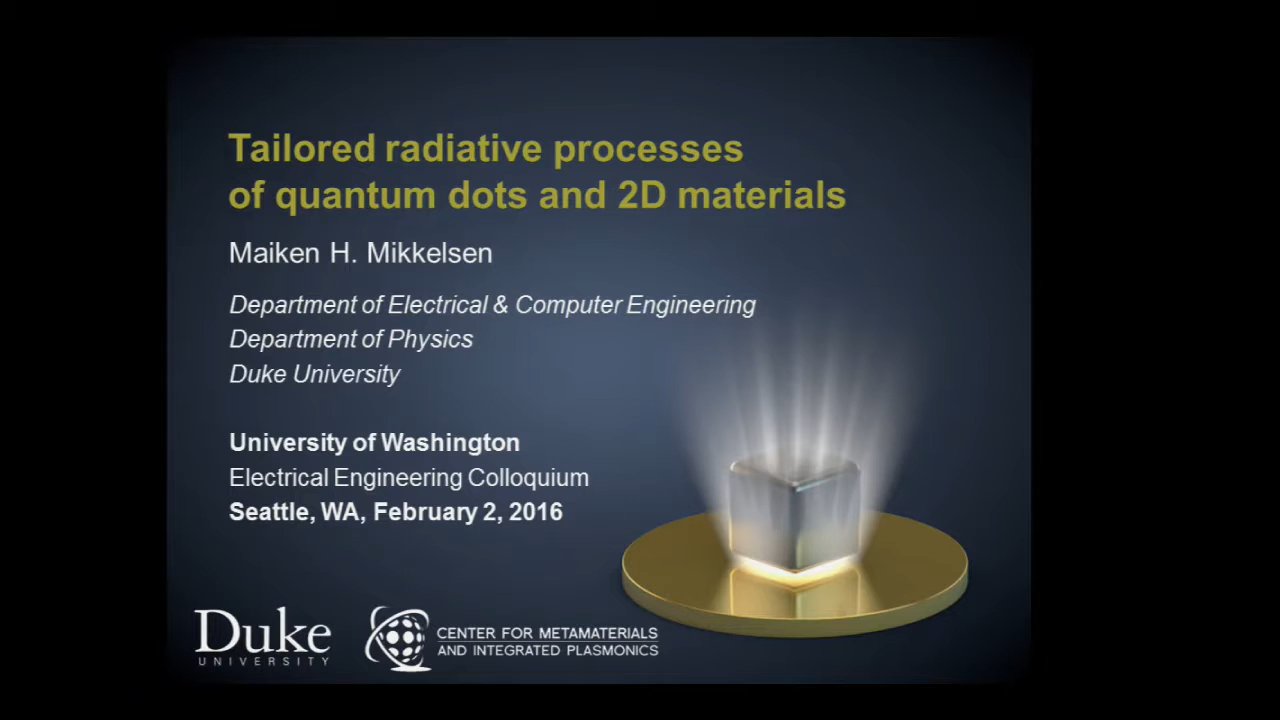 Tailored radiative processes
of quantum dots and 2D materials
Maiken H. Mikkelsen
Department of Electrical & Computer Engineering
Department of Physics
Duke University
University of Washington
Electrical Engineering Colloquium
Seattle, WA, February 2, 2016
Duke
UNIVERSITY
CENTER FOR METAMATERIALS
AND INTEGRATED PLASMONICS